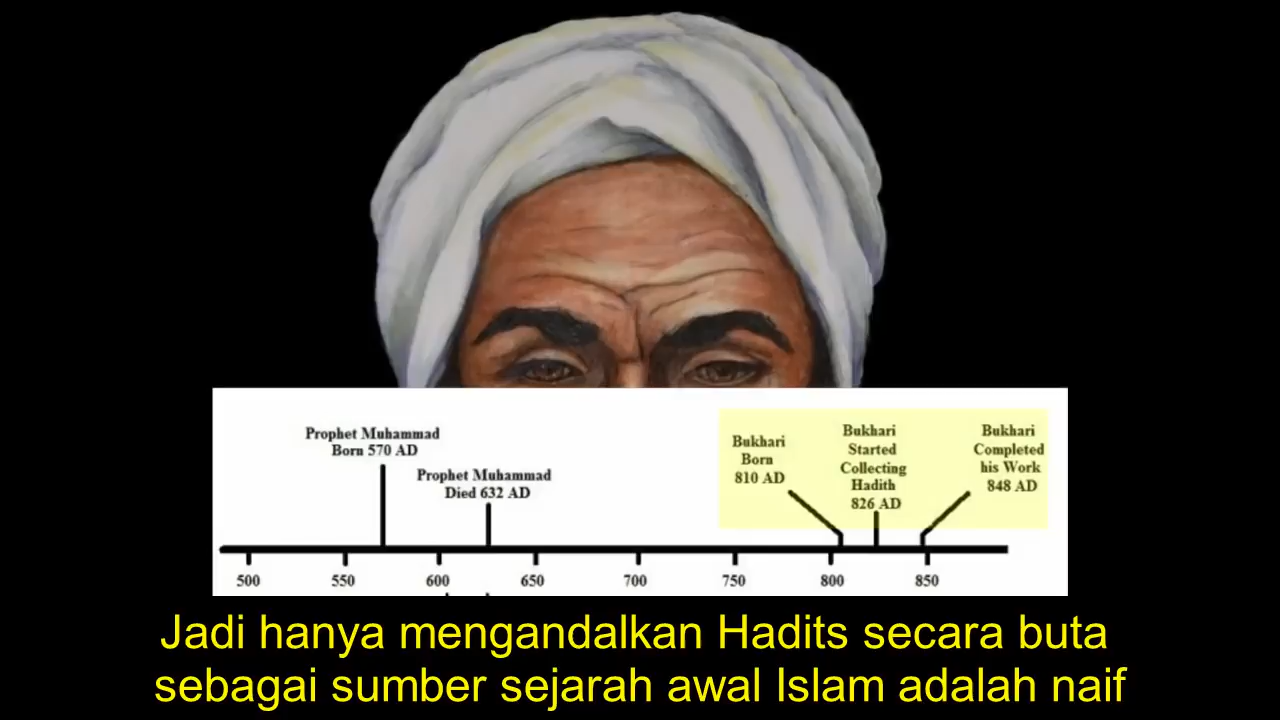 Prophet Muhammad
Born 570 AD
Prophet Muhammad
Died 632 AD
Bukhari
Born
810 AD
Bukhari
Started
Collecting
Hadith
826 AD
Bukhari
Completed
his Work
848 AD
500 550 600 650 700 750 800 850
Jadi hanya mengandalkan Hadits secara buta
sebagai sumber sejarah awal Islam adalah naif